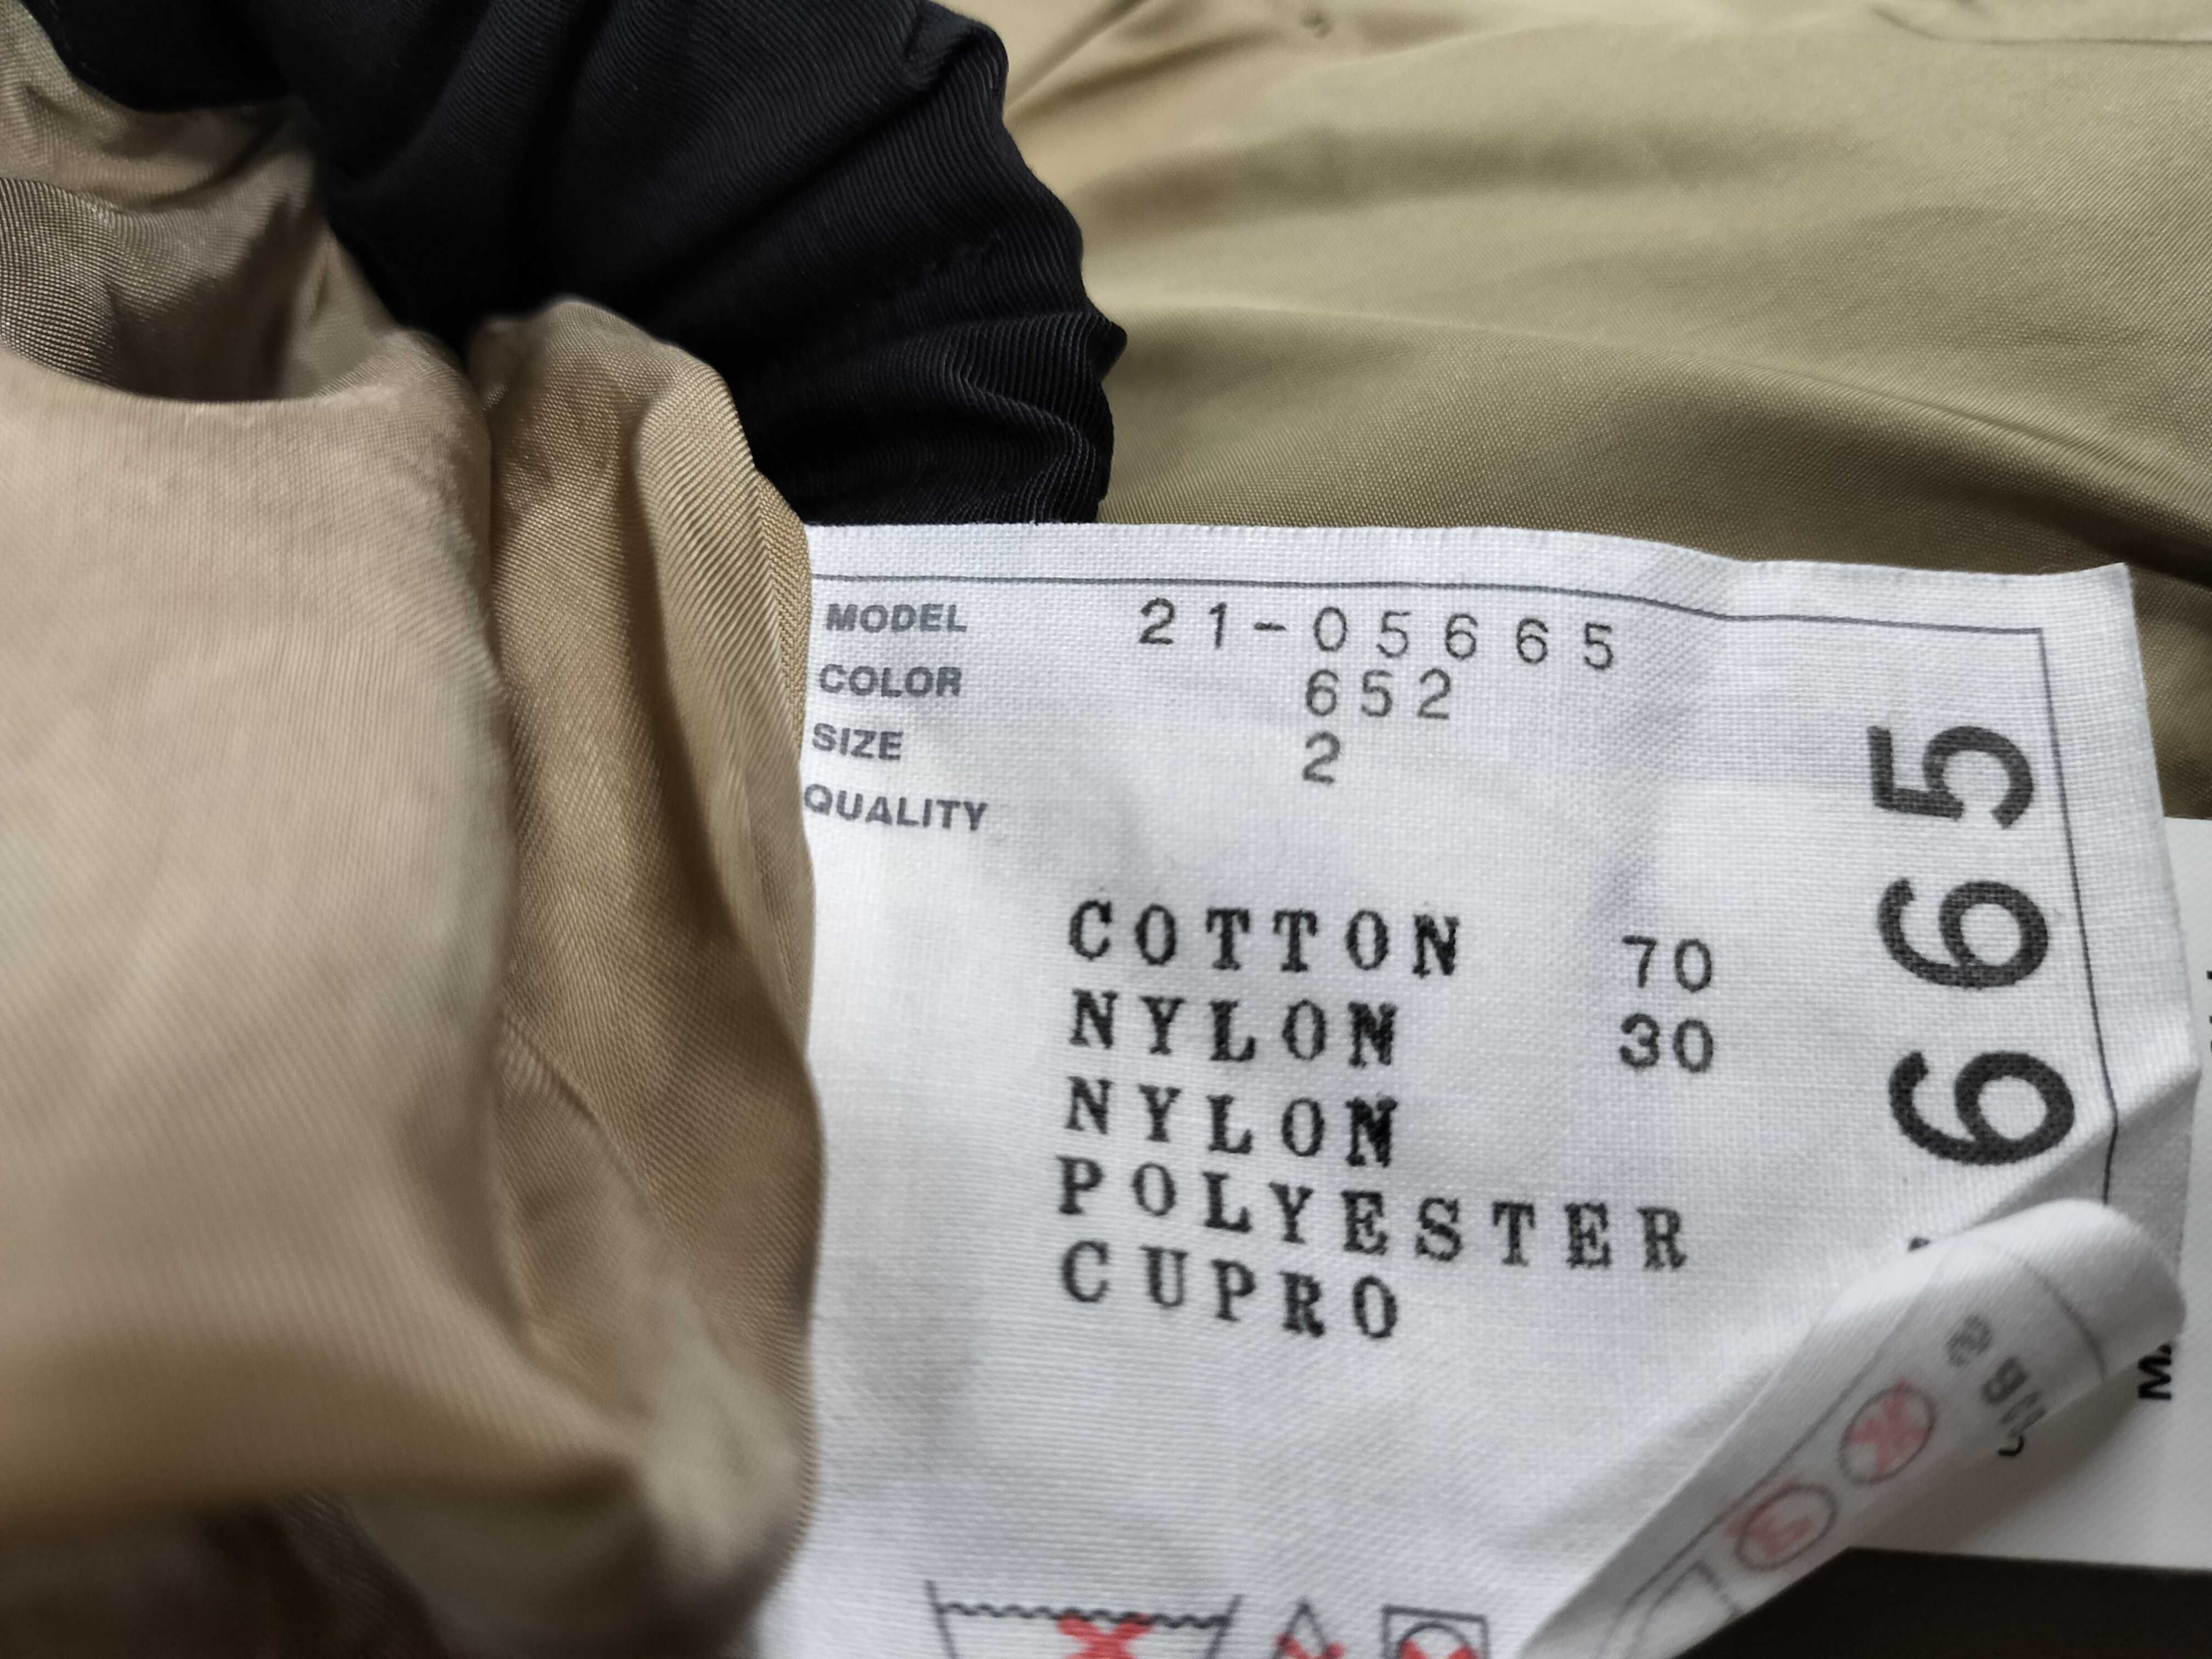 MODEL 21-05665
COLOR 652
SIZE 2
QUALITY
COTTON 70
NYLON 30
NYLON
POLYESTER
CUPRO
665